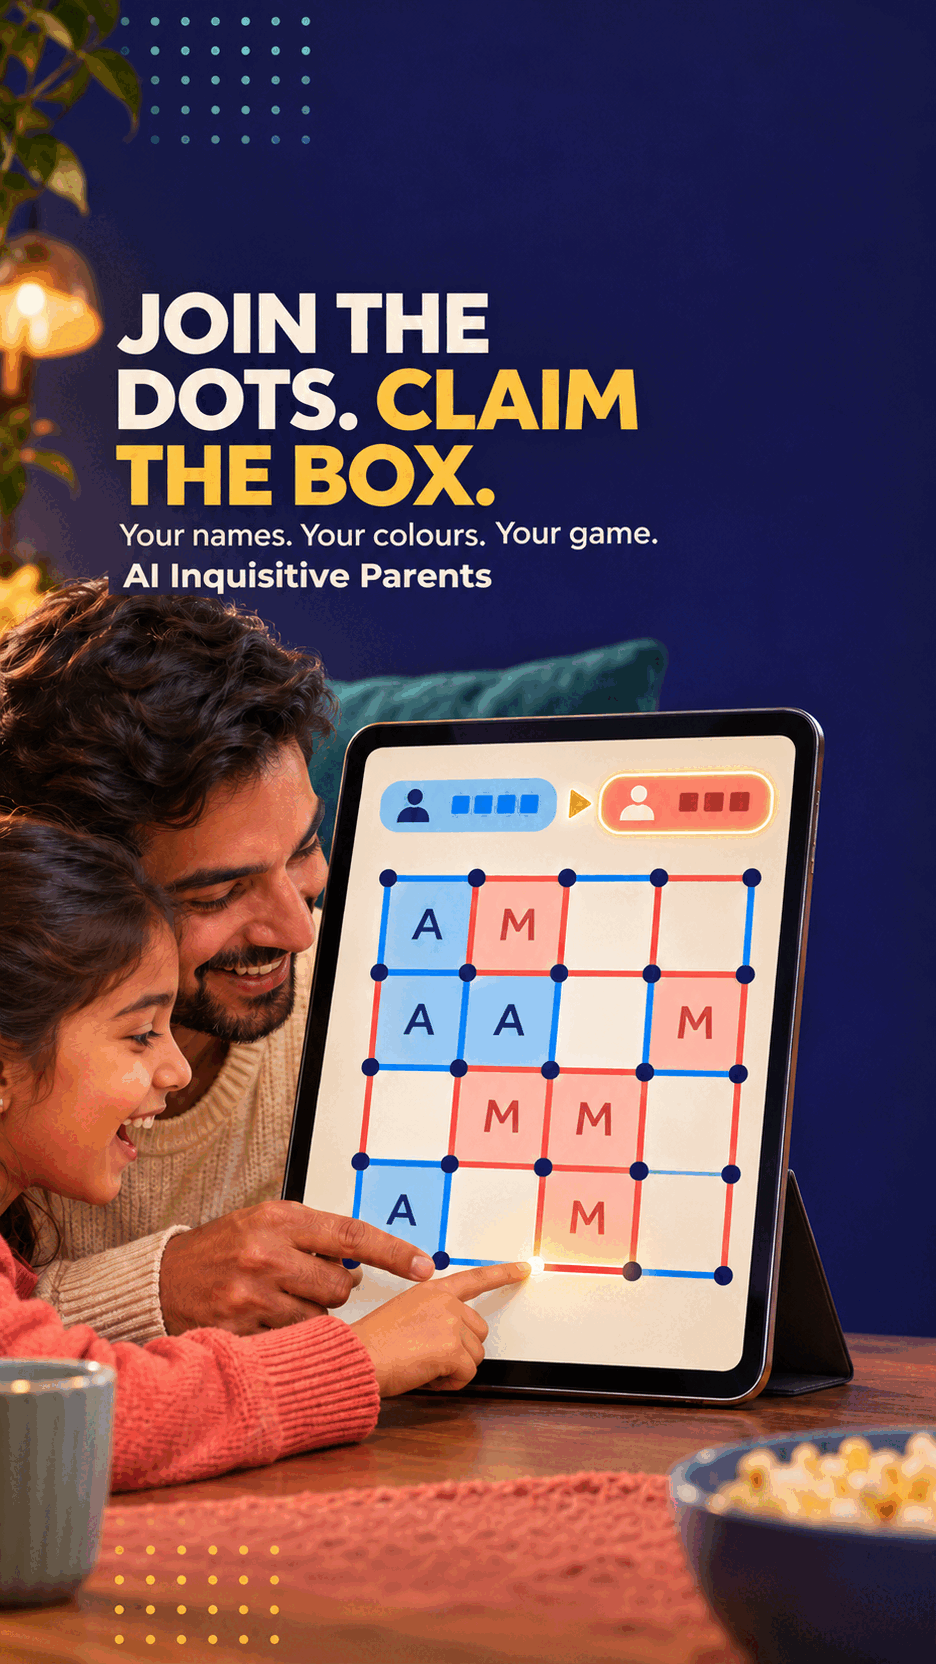 JOIN THE
DOTS. CLAIM
THE BOX.
Your names. Your colours. Your game.
AI Inquisitive Parents
A M
A A M
M M
A M